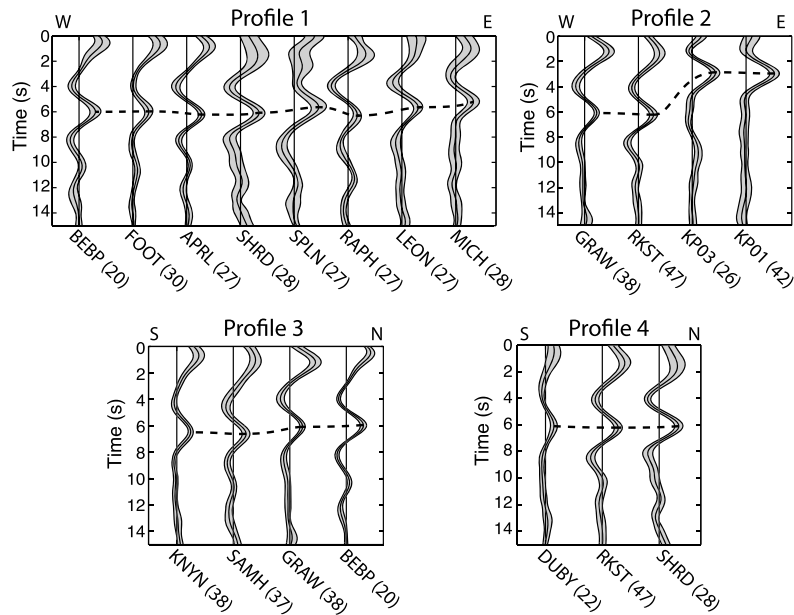 Profile 1
W
E
Time (s)
0
2
4
6
8
10
12
14
BEBP (20)
FOOT (30)
APRL (27)
SHRD (28)
SPLN (27)
RAPH (27)
LEON (27)
MICH (28)
Profile 2
W
E
Time (s)
0
2
4
6
8
10
12
14
GRAW (38)
RKST (47)
KP03 (26)
KP01 (42)
Profile 3
S
N
Time (s)
0
2
4
6
8
10
12
14
KNYN (38)
SAMH (37)
GRAW (38)
BEBP (20)
Profile 4
S
N
Time (s)
0
2
4
6
8
10
12
14
DUBY (22)
RKST (47)
SHRD (28)